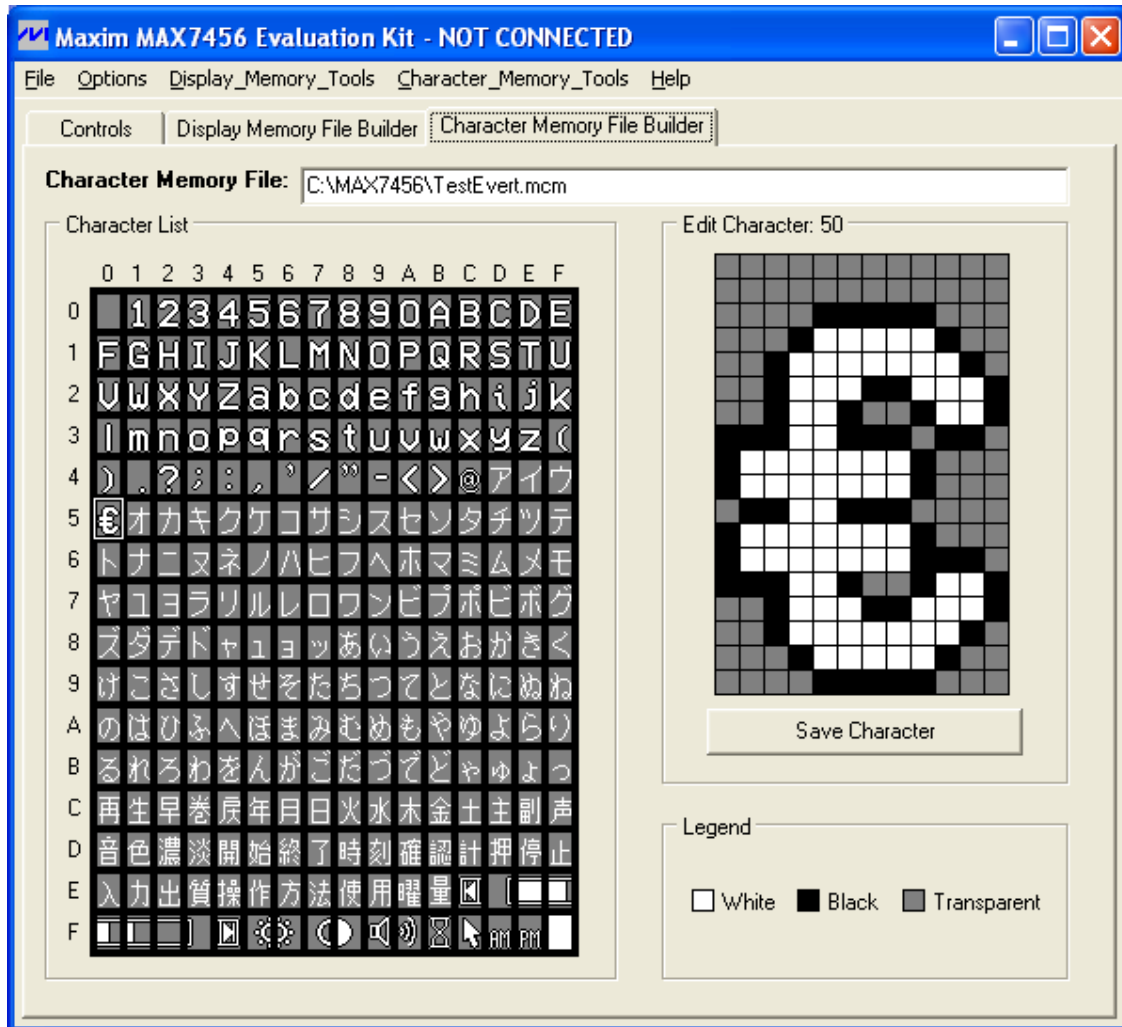 Maxim MAX7456 Evaluation Kit - NOT CONNECTED
File Options Display_Memory_Tools Character_Memory_Tools Help
Controls Display Memory File Builder Character Memory File Builder
Character Memory File: C:\MAX7456\TestEvert.mcm
Character List
Edit Character: 50
0 1 2 3 4 5 6 7 8 9 A B C D E F
0 1 2 3 4 5 6 7 8 9 0 A B C D E
1 F G H I J K L M N O P Q R S T U
2 V W X Y Z a b c d e f g h i j k
3 l m n o p q r s t u v w x y z (
4 ) . ? ; : , ' / " - < > @ ア イ ウ
5 € オ カ キ ク ケ コ サ シ ス セ ソ タ チ ツ テ
6 ト ナ ニ ヌ ネ ノ ハ ヒ フ ヘ ホ マ ミ ム メ モ
7 ヤ ユ ヨ ラ リ ル レ ロ ワ ン ビ プ ポ ビ ボ グ
8 ズ ダ デ ド ャ ュ ョ ッ あ い う え お か き く
9 け こ さ し す せ そ た ち つ て と な に ぬ ね
A の は ひ ふ へ ほ ま み む め も や ゆ よ ら り
B る れ ろ わ を ん が ご だ づ で ど ゃ ゅ ょ っ
C 再 生 早 巻 戻 年 月 日 火 水 木 金 土 主 副 声
D 音 色 濃 淡 開 始 終 了 時 刻 確 認 計 押 停 止
E 入 力 出 質 操 作 方 法 使 用 曜 量
F AM PM
Save Character
Legend
White Black Transparent